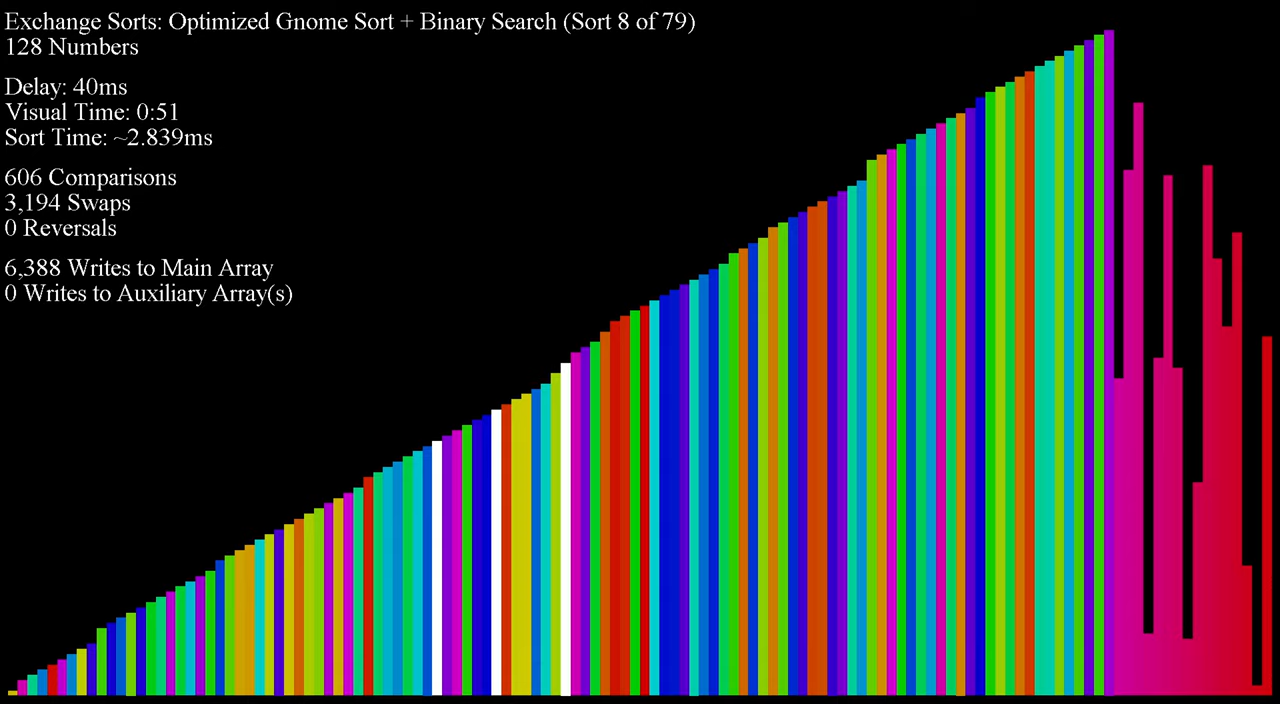 Exchange Sorts: Optimized Gnome Sort + Binary Search (Sort 8 of 79)
128 Numbers
Delay: 40ms
Visual Time: 0:51
Sort Time: ~2.839ms
606 Comparisons
3,194 Swaps
0 Reversals
6,388 Writes to Main Array
0 Writes to Auxiliary Array(s)